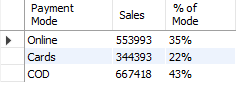 Payment Mode Sales % of Mode
Online 553993 35%
Cards 344393 22%
COD 667418 43%